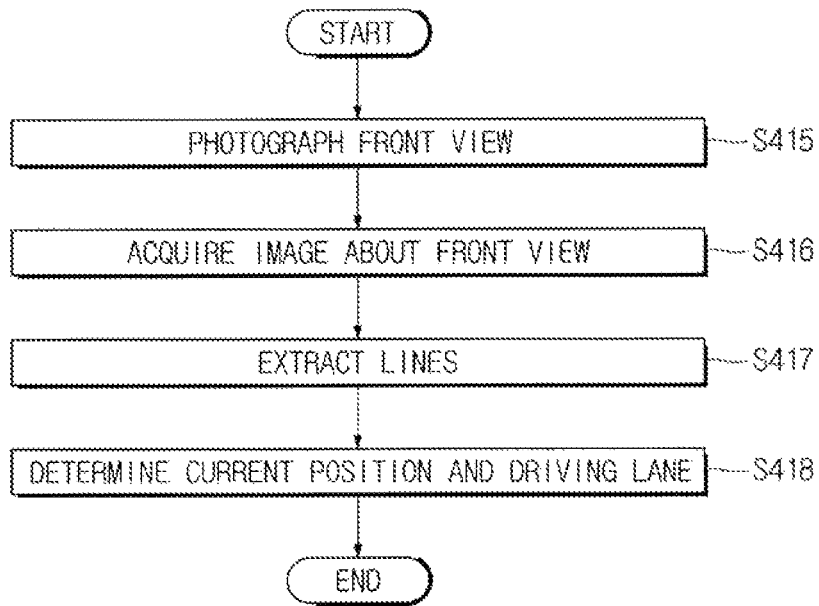 START
PHOTOGRAPH FRONT VIEW S415
ACQUIRE IMAGE ABOUT FRONT VIEW S416
EXTRACT LINES S417
DETERMINE CURRENT POSITION AND DRIVING LANE S418
END